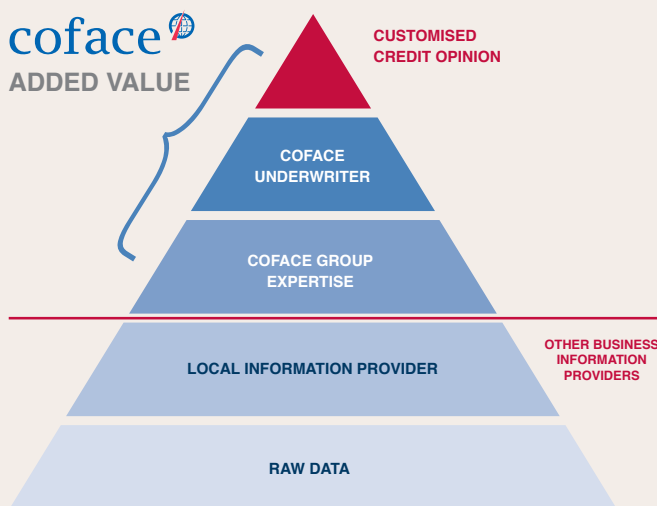 coface
ADDED VALUE
CUSTOMISED
CREDIT OPINION
COFACE
UNDERWRITER
COFACE GROUP
EXPERTISE
LOCAL INFORMATION PROVIDER
OTHER BUSINESS
INFORMATION
PROVIDERS
RAW DATA